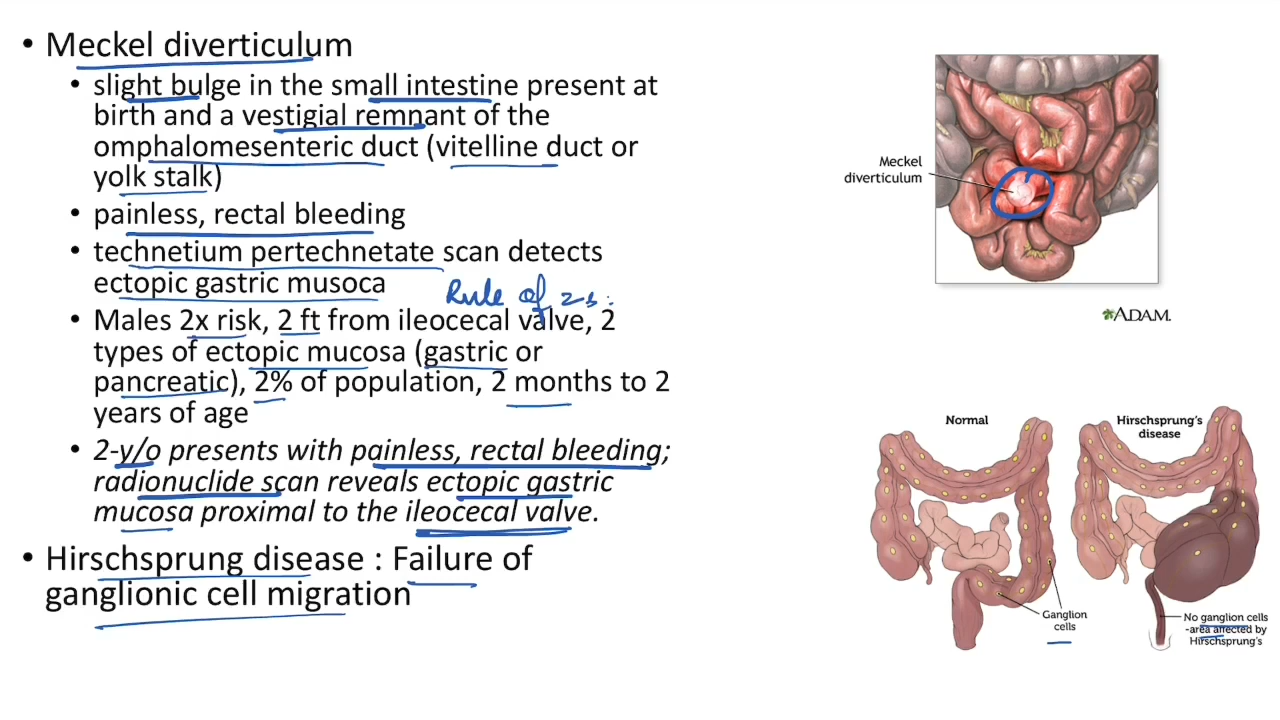 • Meckel diverticulum
• slight bulge in the small intestine present at
birth and a vestigial remnant of the
omphalomesenteric duct (vitelline duct or
yolk stalk)
• painless, rectal bleeding
• technetium pertechnetate scan detects
ectopic gastric musoca
Rule of 2s:
• Males 2x risk, 2 ft from ileocecal valve, 2
types of ectopic mucosa (gastric or
pancreatic), 2% of population, 2 months to 2
years of age
• 2-y/o presents with painless, rectal bleeding;
radionuclide scan reveals ectopic gastric
mucosa proximal to the ileocecal valve.
• Hirschsprung disease : Failure of
ganglionic cell migration
Meckel
diverticulum
ADAM.
Normal
Hirschsprung's
disease
Ganglion
cells
No ganglion cells
-area affected by
Hirschsprung's